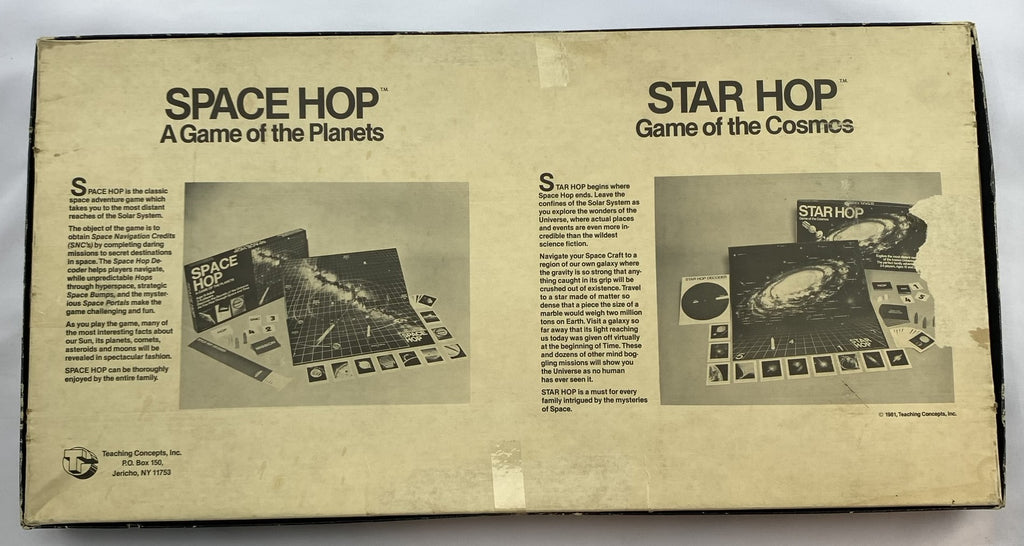 SPACE HOP™
A Game of the Planets
SPACE HOP is the classic
space adventure game which
takes you to the most distant
reaches of the Solar System.
The object of the game is to
obtain Space Navigation Credits
(SNC's) by completing daring
missions to secret destinations
in space. The Space Hop De-
coder helps players navigate,
while unpredictable Hops
through hyperspace, strategic
Space Bumps, and the myster-
ious Space Portals make the
game challenging and fun.
As you play the game, many of
the most interesting facts about
our Sun, its planets, comets,
asteroids and moons will be
revealed in spectacular fashion.
SPACE HOP can be thoroughly
enjoyed by the entire family.
SPACE
HOP
SPACE
HOP
Teaching Concepts, Inc.
P.O. Box 150,
Jericho, NY 11753
STAR HOP™
Game of the Cosmos
STAR HOP begins where
Space Hop ends. Leave the
confines of the Solar System as
you explore the wonders of the
Universe, where actual places
and events are even more in-
credible than the wildest
science fiction.
Navigate your Space Craft to a
region of our own galaxy where
the gravity is so strong that any-
thing caught in its grip will be
crushed out of existence. Travel
to a star made of matter so
dense that a piece the size of a
marble would weigh two million
tons on Earth. Visit a galaxy so
far away that its light reaching
us today was given off virtually
at the beginning of Time. These
and dozens of other mind bog-
gling missions will show you
the Universe as no human
has ever seen it.
STAR HOP is a must for every
family intrigued by the mysteries
of Space.
STAR HOP
STAR HOP DECODER
STAR
HOP
© 1981, Teaching Concepts, Inc.